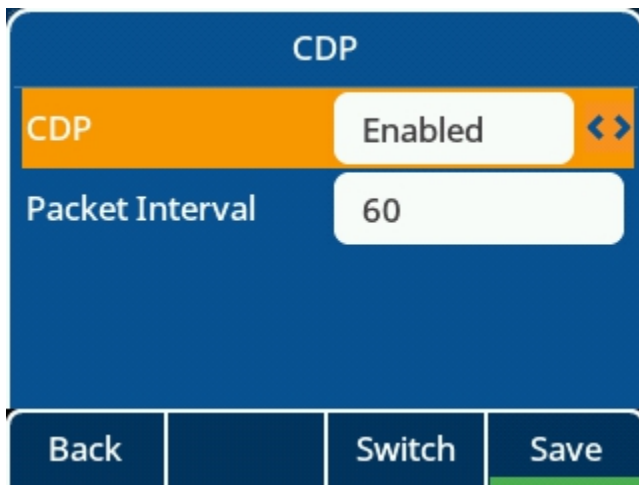 CDP
CDP Enabled
Packet Interval 60
Back Switch Save